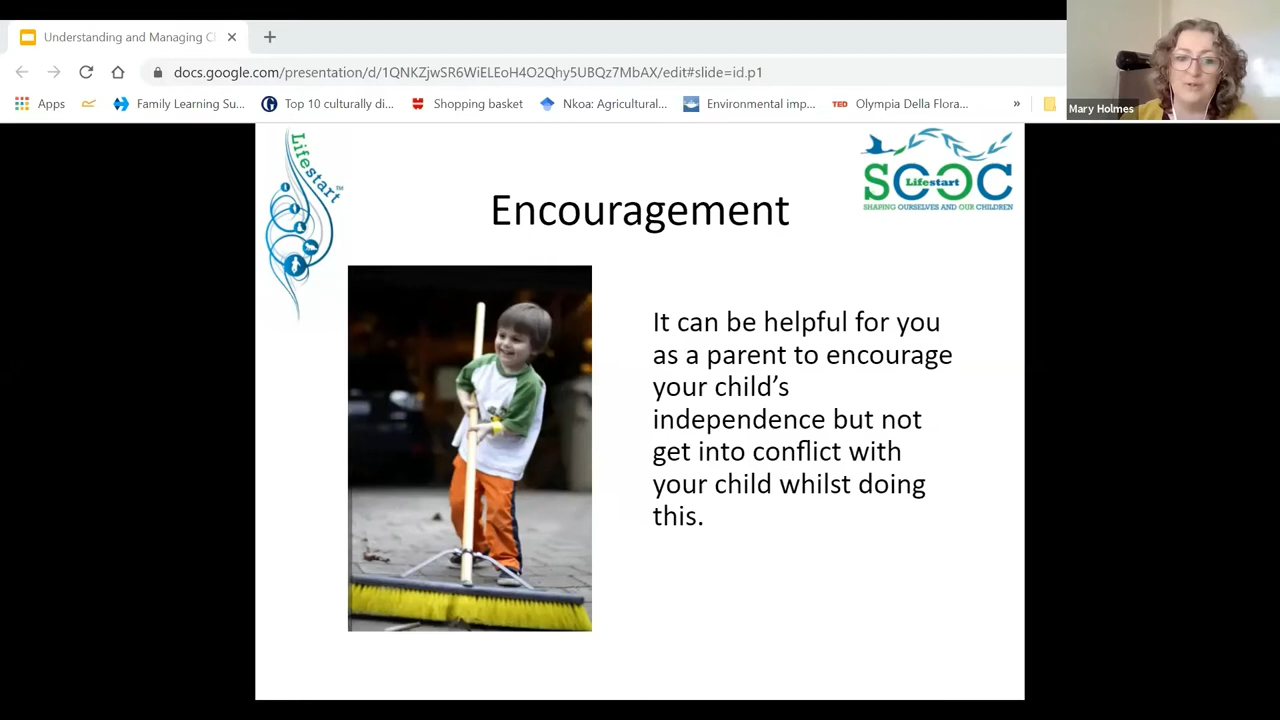 Understanding and Managing C
docs.google.com/presentation/d/1QNKZjwSR6WiELEoH4O2Qhy5UBQz7MbAX/edit#slide=id.p1
Apps
Family Learning Su...
Top 10 culturally di...
Shopping basket
Nkoa: Agricultural...
Environmental imp...
TED
Olympia Della Flora...
»
Mary Holmes
Lifestart™
SOOC
Lifestart
SHAPING OURSELVES AND OUR CHILDREN
Encouragement
It can be helpful for you
as a parent to encourage
your child’s
independence but not
get into conflict with
your child whilst doing
this.